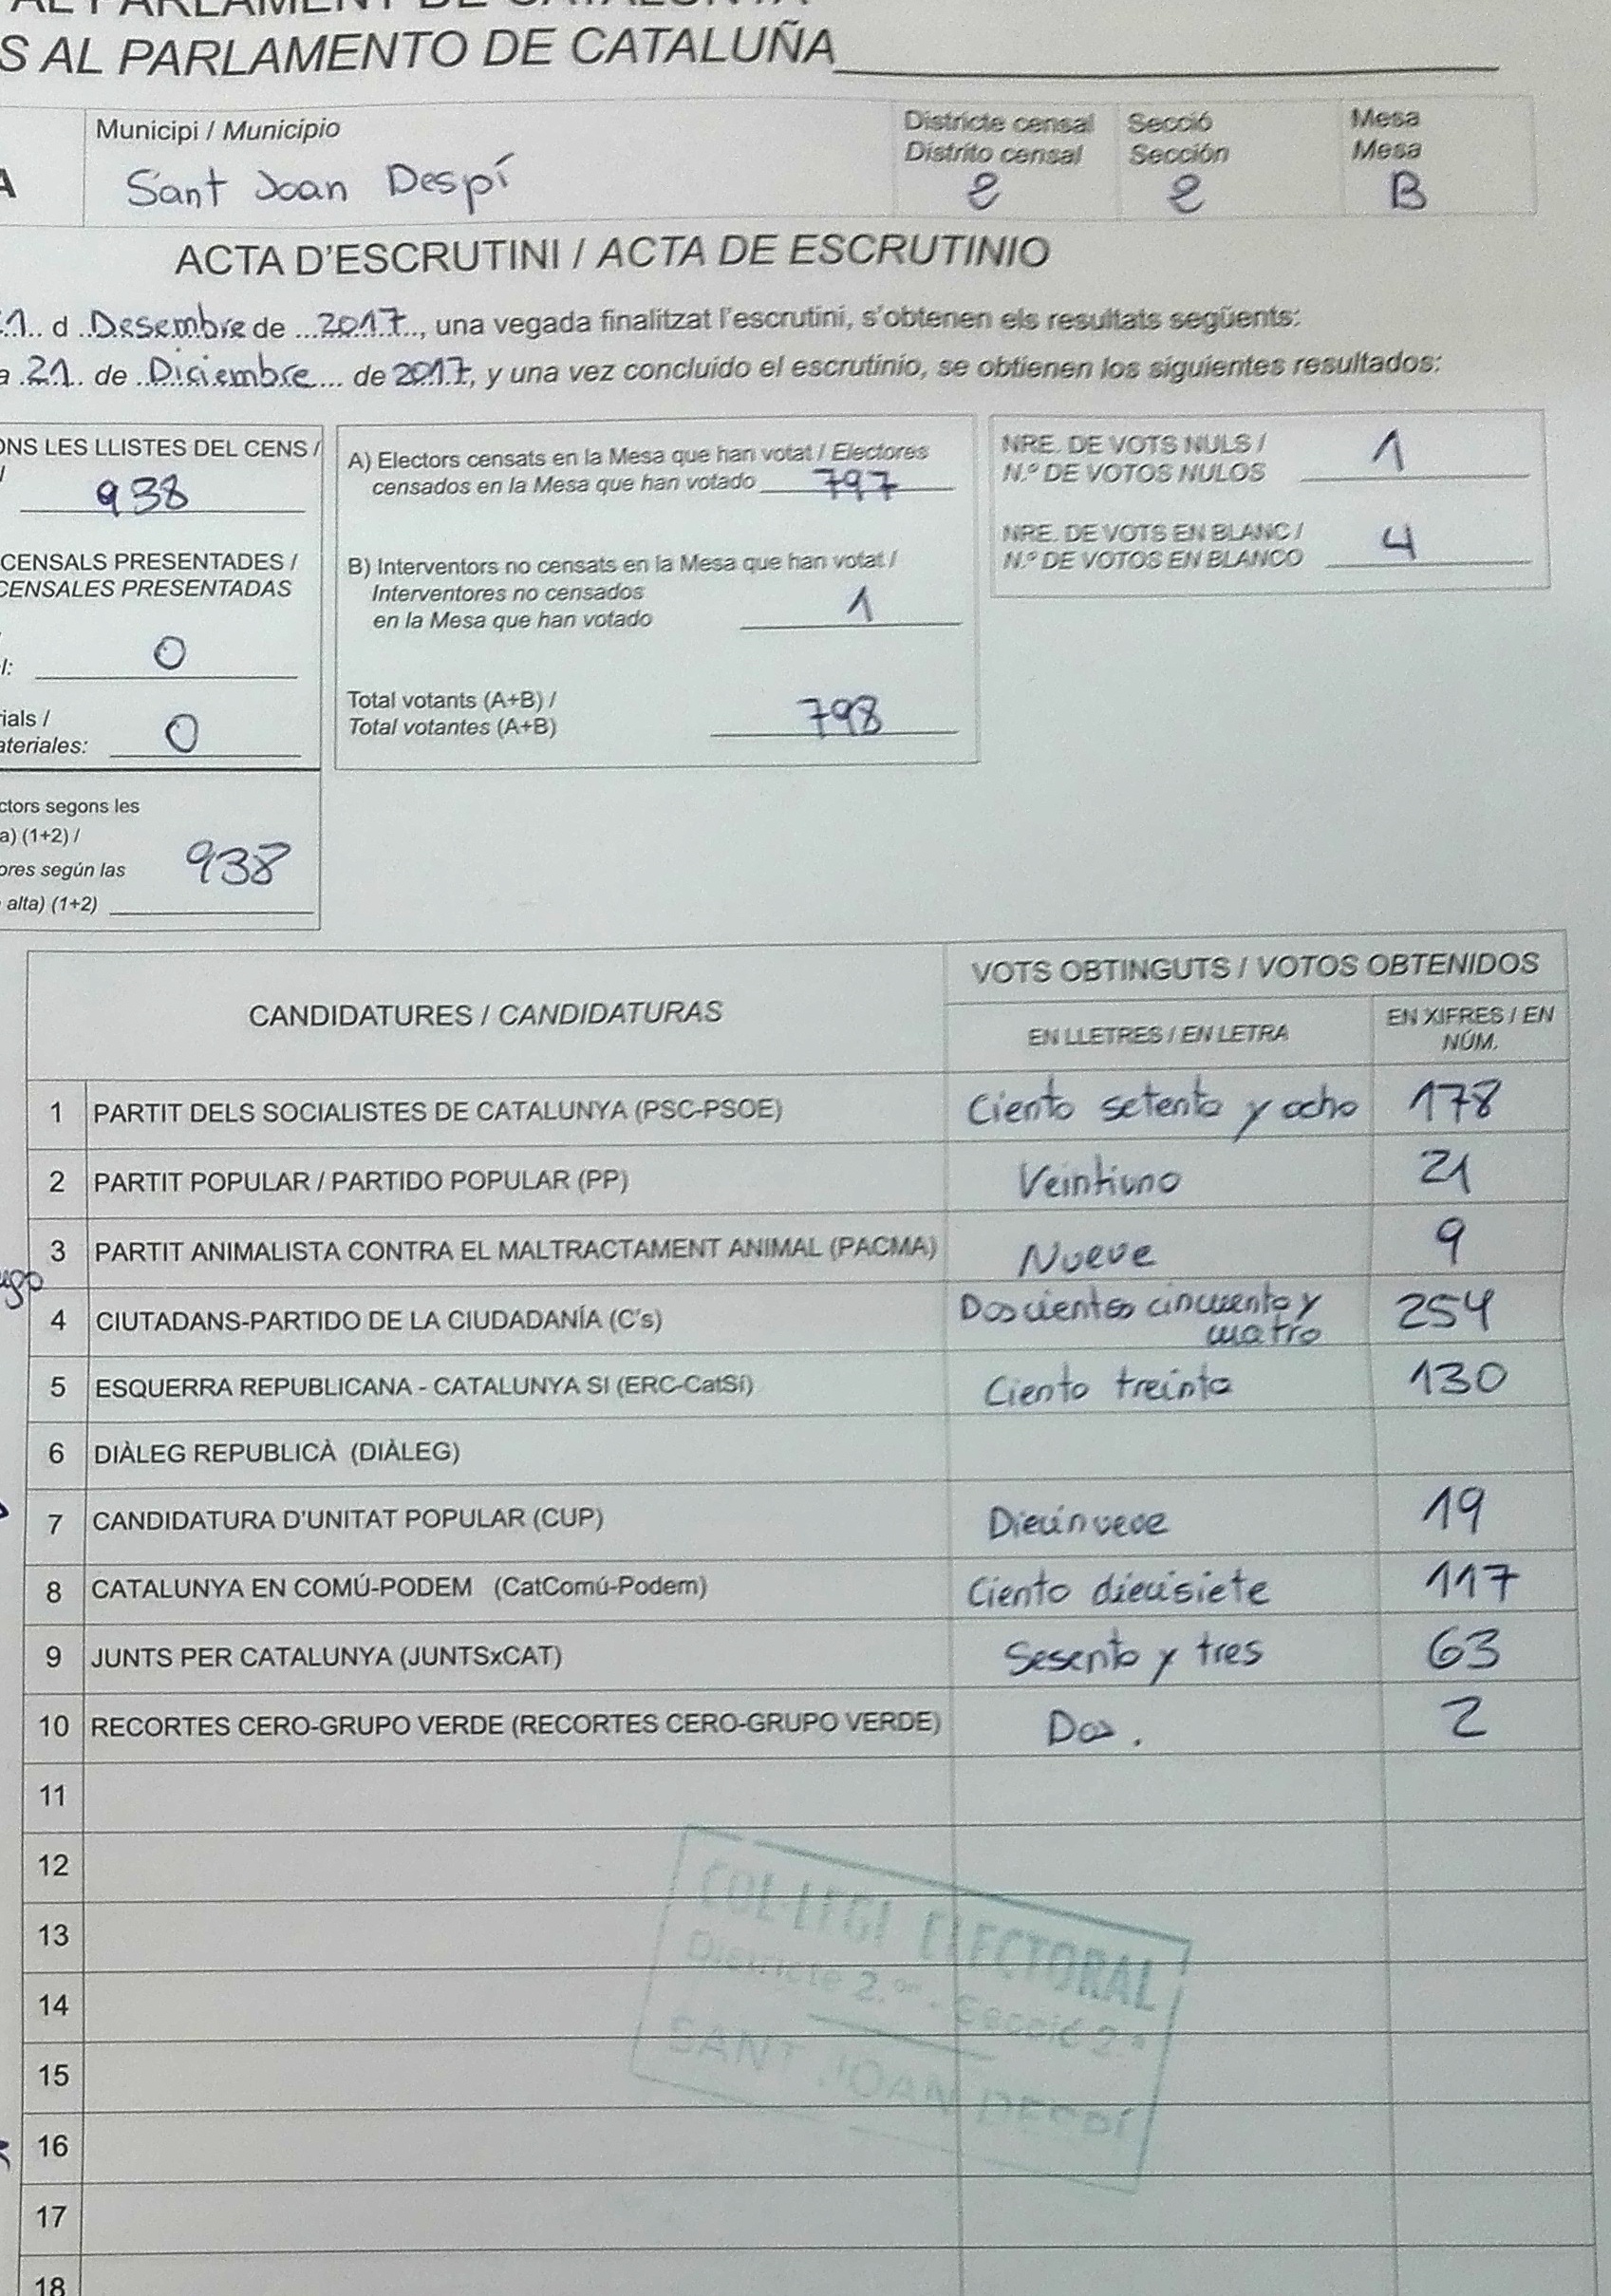 AL PARLAMENT DE CATALUNYA
S AL PARLAMENTO DE CATALUÑA
A
Municipi / Municipio
Sant Joan Despí
Districte censal
Distrito censal
2
Secció
Sección
2
Mesa
Mesa
B
ACTA D'ESCRUTINI / ACTA DE ESCRUTINIO
21 d Desembre de 2017, una vegada finalitzat l'escrutini, s'obtenen els resultats següents:
a 21 de Diciembre de 2017, y una vez concluido el escrutinio, se obtienen los siguientes resultados:
ONS LES LLISTES DEL CENS /
938
CENSALS PRESENTADES /
CENSALES PRESENTADAS
l: 0
rials /
ateriales: 0
ctors segons les
a) (1+2) /
ores según las
alta) (1+2) 938
A) Electors censats en la Mesa que han votat / Electores
censados en la Mesa que han votado 797
B) Interventors no censats en la Mesa que han votat /
Interventores no censados
en la Mesa que han votado 1
Total votants (A+B) /
Total votantes (A+B) 798
NRE. DE VOTS NULS /
N.º DE VOTOS NULOS 1
NRE. DE VOTS EN BLANC /
N.º DE VOTOS EN BLANCO 4
CANDIDATURES / CANDIDATURAS
VOTS OBTINGUTS / VOTOS OBTENIDOS
EN LLETRES / EN LETRA
EN XIFRES / EN
NÚM.
1 PARTIT DELS SOCIALISTES DE CATALUNYA (PSC-PSOE) Ciento setenta y ocho 178
2 PARTIT POPULAR / PARTIDO POPULAR (PP) Veintiuno 21
3 PARTIT ANIMALISTA CONTRA EL MALTRACTAMENT ANIMAL (PACMA) Nueve 9
4 CIUTADANS-PARTIDO DE LA CIUDADANÍA (C's) Doscientos cincuenta y
cuatro 254
5 ESQUERRA REPUBLICANA - CATALUNYA SI (ERC-CatSí) Ciento treinta 130
6 DIÀLEG REPUBLICÀ (DIÀLEG)
7 CANDIDATURA D'UNITAT POPULAR (CUP) Diecinueve 19
8 CATALUNYA EN COMÚ-PODEM (CatComú-Podem) Ciento diecisiete 117
9 JUNTS PER CATALUNYA (JUNTSxCAT) Sesenta y tres 63
10 RECORTES CERO-GRUPO VERDE (RECORTES CERO-GRUPO VERDE) Dos. 2
11
12
13
14
15
16
17
18
COL·LEGI ELECTORAL
Districte 2.on - Secció 2.a
SANT JOAN DESPÍ